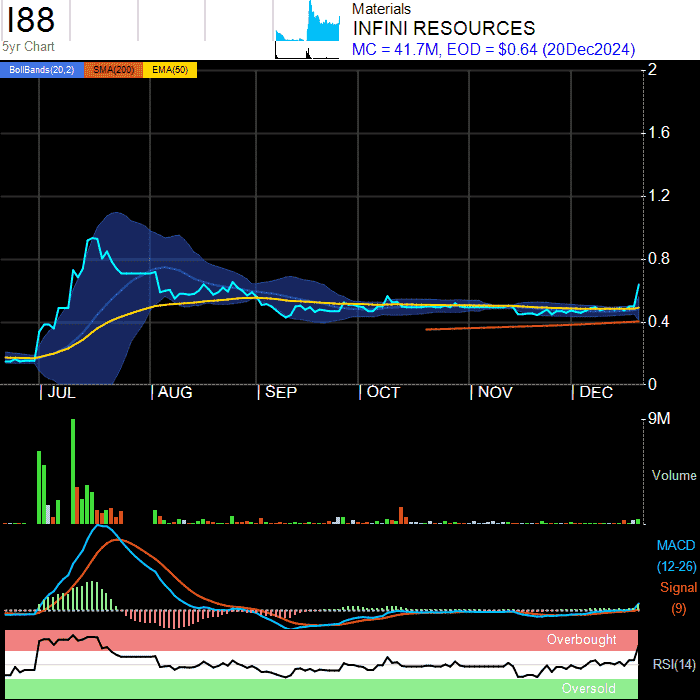 I88
5yr Chart
Materials
INFINI RESOURCES
MC = 41.7M, EOD = $0.64 (20Dec2024)
BollBands(20,2) SMA(200) EMA(50)
2
1.6
1.2
0.8
0.4
0
JUL AUG SEP OCT NOV DEC
9M
Volume
MACD
(12-26)
Signal
(9)
Overbought
RSI(14)
Oversold